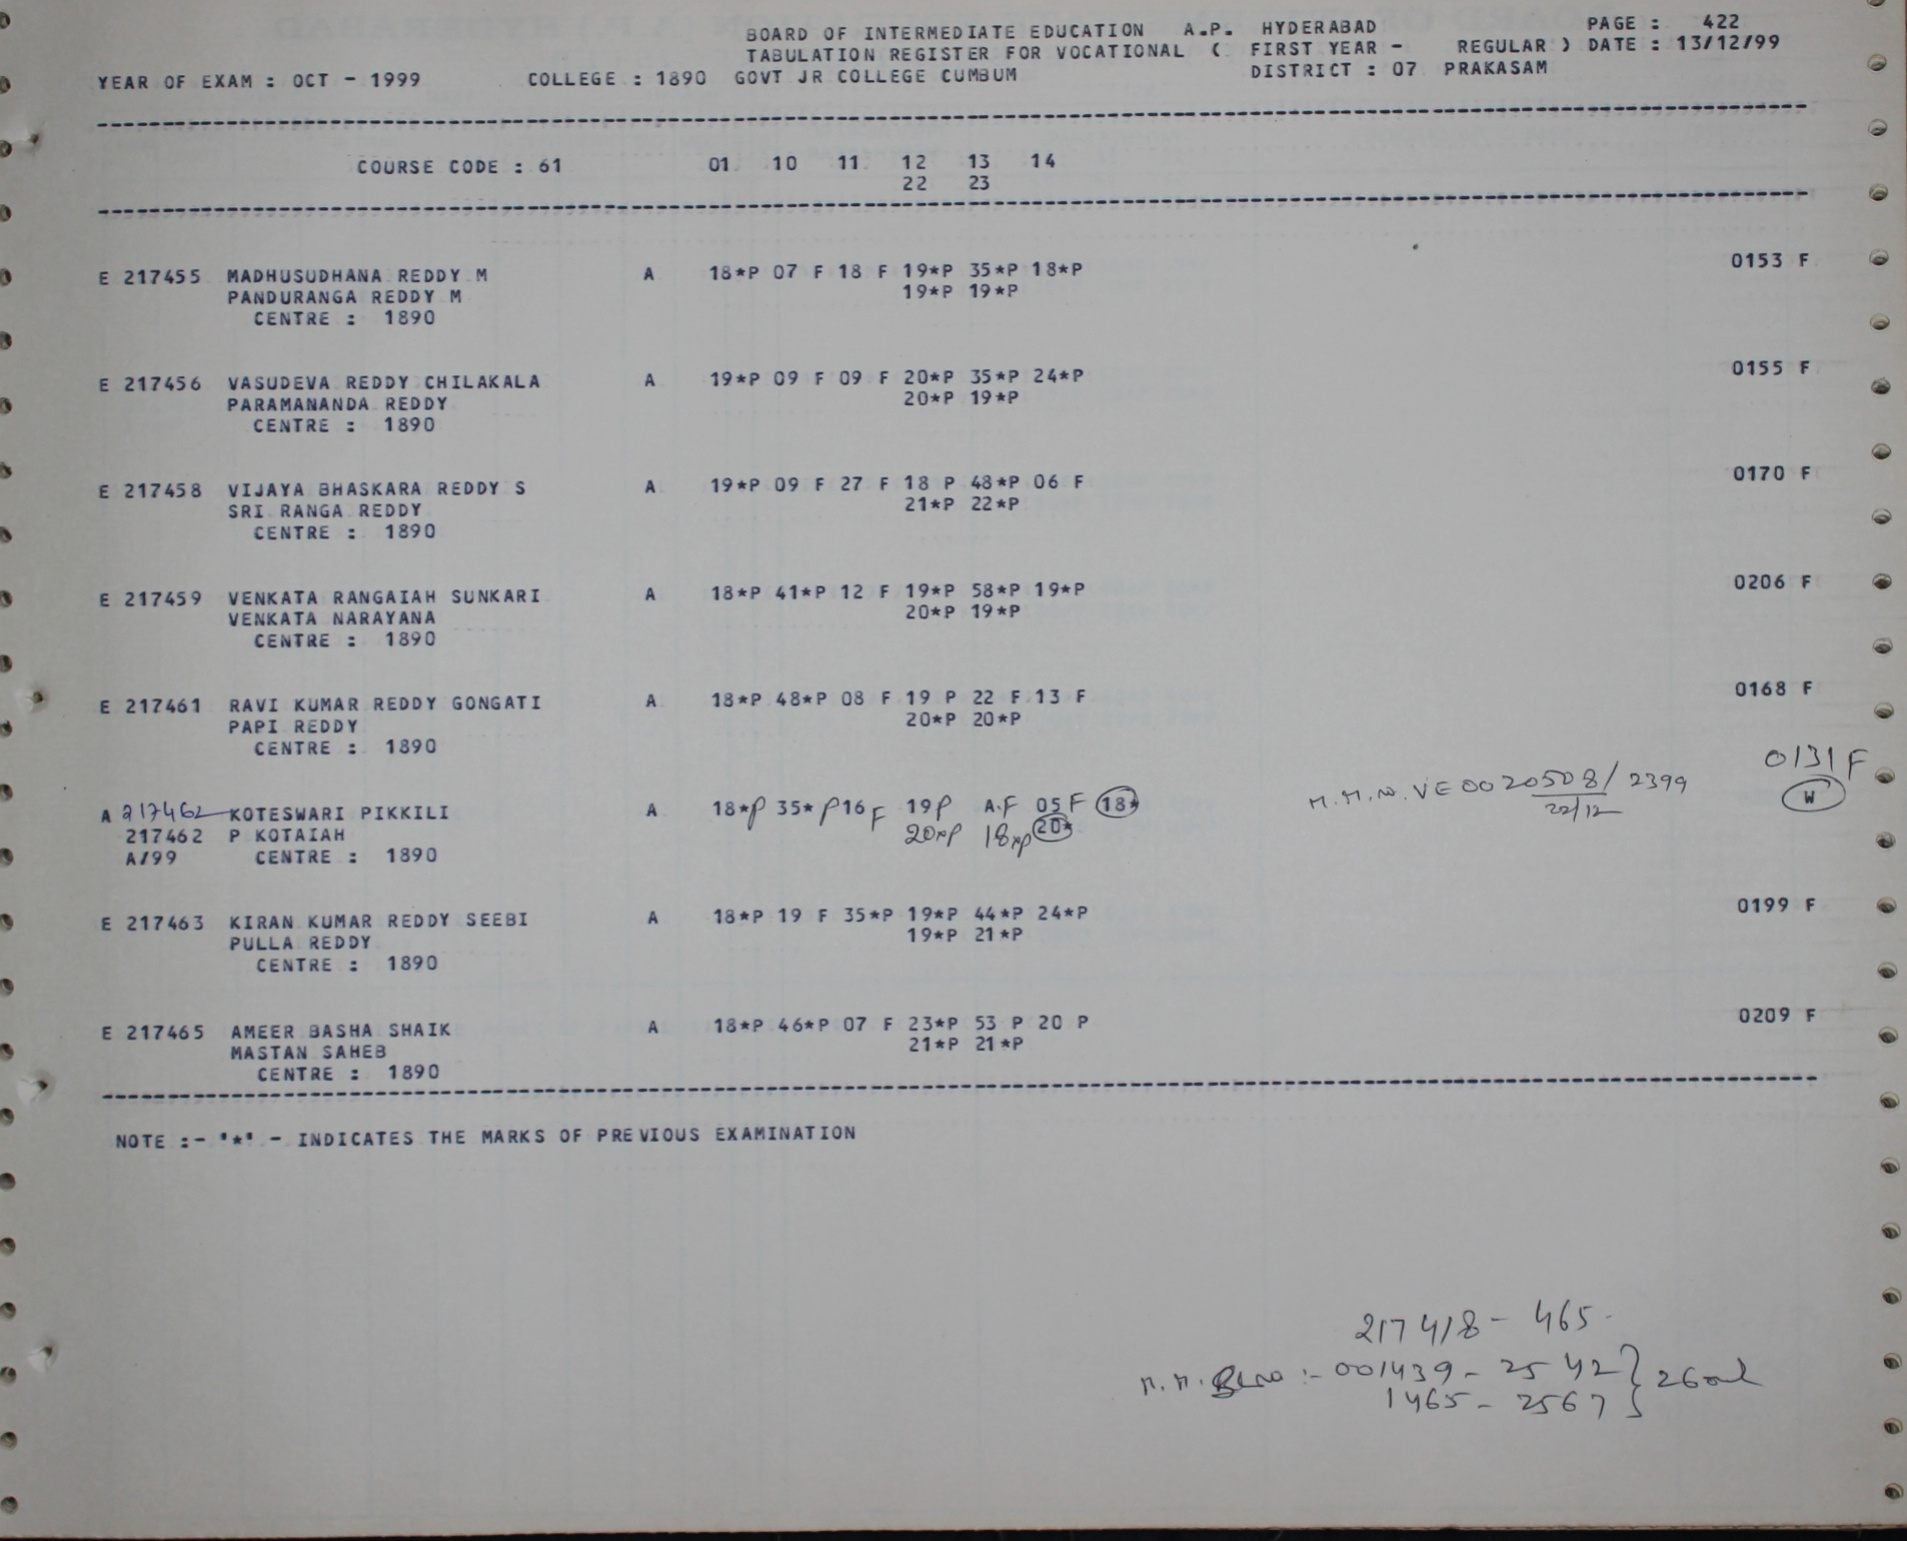 BOARD OF INTERMEDIATE EDUCATION A.P. HYDERABAD PAGE : 422
TABULATION REGISTER FOR VOCATIONAL ( FIRST YEAR - REGULAR ) DATE : 13/12/99
YEAR OF EXAM : OCT - 1999 COLLEGE : 1890 GOVT JR COLLEGE CUMBUM DISTRICT : 07 PRAKASAM
COURSE CODE : 61 01 10 11 12 13 14
22 23
E 217455 MADHUSUDHANA REDDY M A 18*P 07 F 18 F 19*P 35*P 18*P 0153 F
PANDURANGA REDDY M 19*P 19*P
CENTRE : 1890
E 217456 VASUDEVA REDDY CHILAKALA A 19*P 09 F 09 F 20*P 35*P 24*P 0155 F
PARAMANANDA REDDY 20*P 19*P
CENTRE : 1890
E 217458 VIJAYA BHASKARA REDDY S A 19*P 09 F 27 F 18 P 48*P 06 F 0170 F
SRI RANGA REDDY 21*P 22*P
CENTRE : 1890
E 217459 VENKATA RANGAIAH SUNKARI A 18*P 41*P 12 F 19*P 58*P 19*P 0206 F
VENKATA NARAYANA 20*P 19*P
CENTRE : 1890
E 217461 RAVI KUMAR REDDY GONGATI A 18*P 48*P 08 F 19 P 22 F 13 F 0168 F
PAPI REDDY 20*P 20*P
CENTRE : 1890
A 217462 KOTESWARI PIKKILI A 18*P 35*P 16 F 19 P A.F 05 F 18* M.M.No. VE 0020508/2399 0131 F
217462 P KOTAIAH 20*P 18*P 20* 22/12 W
A/99 CENTRE : 1890
E 217463 KIRAN KUMAR REDDY SEEBI A 18*P 19 F 35*P 19*P 44*P 24*P 0199 F
PULLA REDDY 19*P 21*P
CENTRE : 1890
E 217465 AMEER BASHA SHAIK A 18*P 46*P 07 F 23*P 53 P 20 P 0209 F
MASTAN SAHEB 21*P 21*P
CENTRE : 1890
NOTE :- '*' - INDICATES THE MARKS OF PREVIOUS EXAMINATION
217418 - 465
M.M. :- 001439 - 2542
1465 - 2567